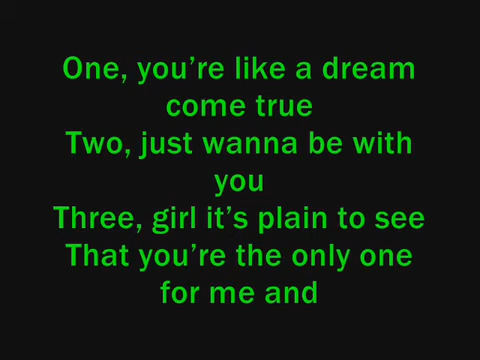 One, you’re like a dream
come true
Two, just wanna be with
you
Three, girl it’s plain to see
That you’re the only one
for me and